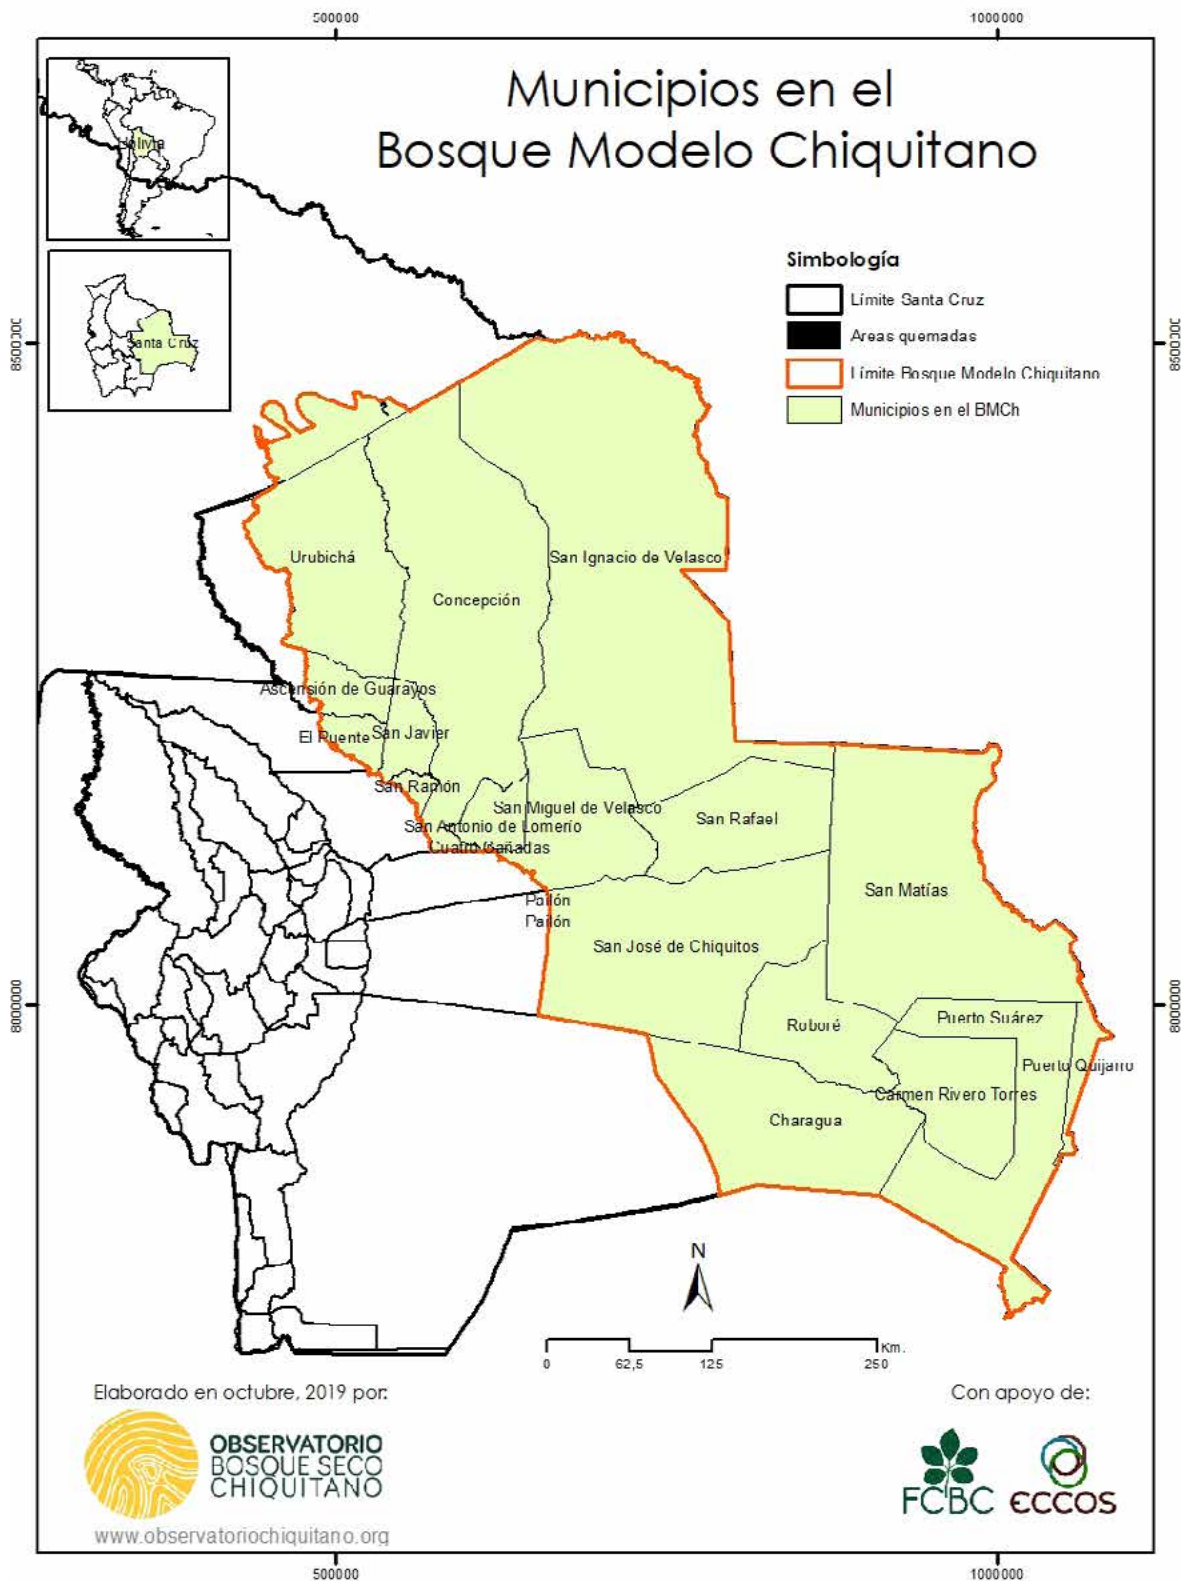 500000
1000000
Municipios en el
Bosque Modelo Chiquitano
Bolivia
Santa Cruz
Simbología
Límite Santa Cruz
Areas quemadas
Límite Bosque Modelo Chiquitano
Municipios en el BMCh
8500000
8500000
Urubichá
San Ignacio de Velasco
Concepción
Ascensión de Guarayos
El Puente
San Javier
San Ramón
San Miguel de Velasco
San Rafael
San Antonio de Lomerío
Cuatro Cañadas
San Matías
Pailón
Pailón
San José de Chiquitos
8000000
8000000
Roboré
Puerto Suárez
Puerto Quijarro
Carmen Rivero Torres
Charagua
N
Km.
0
62,5
125
250
Elaborado en octubre, 2019 por:
Con apoyo de:
OBSERVATORIO
BOSQUE SECO
CHIQUITANO
FCBC
ECCOS
www.observatoriochiquitano.org
500000
1000000